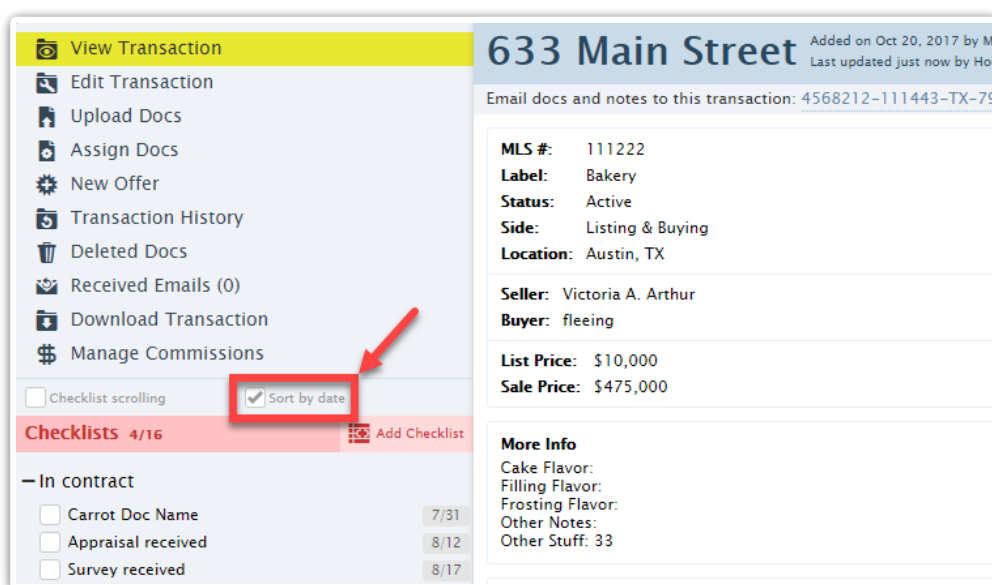 View Transaction
Edit Transaction
Upload Docs
Assign Docs
New Offer
Transaction History
Deleted Docs
Received Emails (0)
Download Transaction
Manage Commissions
Checklist scrolling
Sort by date
Checklists 4/16
Add Checklist
In contract
Carrot Doc Name 7/31
Appraisal received 8/12
Survey received 8/17
633 Main Street
Added on Oct 20, 2017 by M
Last updated just now by Ho
Email docs and notes to this transaction: 4568212-111443-TX-79
MLS #: 111222
Label: Bakery
Status: Active
Side: Listing & Buying
Location: Austin, TX
Seller: Victoria A. Arthur
Buyer: fleeing
List Price: $10,000
Sale Price: $475,000
More Info
Cake Flavor:
Filling Flavor:
Frosting Flavor:
Other Notes:
Other Stuff: 33